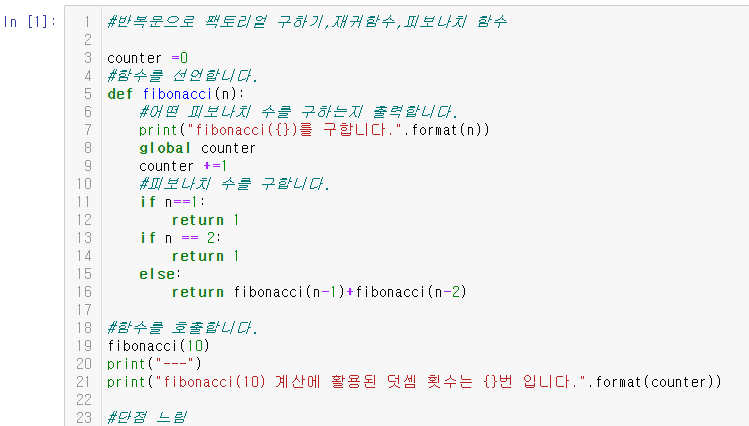 In [1]:
1 #반복문으로 팩토리얼 구하기,재귀함수,피보나치 함수
2
3 counter =0
4 #함수를 선언합니다.
5 def fibonacci(n):
6     #어떤 피보나치 수를 구하는지 출력합니다.
7     print("fibonacci({})를 구합니다.".format(n))
8     global counter
9     counter +=1
10     #피보나치 수를 구합니다.
11     if n==1:
12         return 1
13     if n == 2:
14         return 1
15     else:
16         return fibonacci(n-1)+fibonacci(n-2)
17
18 #함수를 호출합니다.
19 fibonacci(10)
20 print("---")
21 print("fibonacci(10) 계산에 활용된 덧셈 횟수는 {}번 입니다.".format(counter))
22
23 #단점 느림